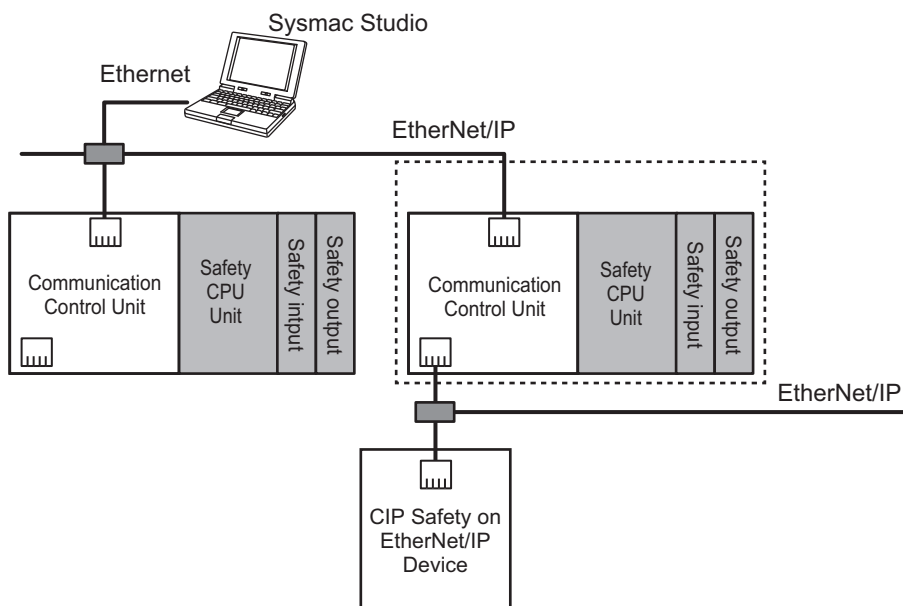 Sysmac Studio
Ethernet
EtherNet/IP
Communication
Control Unit
Safety
CPU
Unit
Safety intput
Safety output
Communication
Control Unit
Safety
CPU
Unit
Safety input
Safety output
EtherNet/IP
CIP Safety on
EtherNet/IP
Device